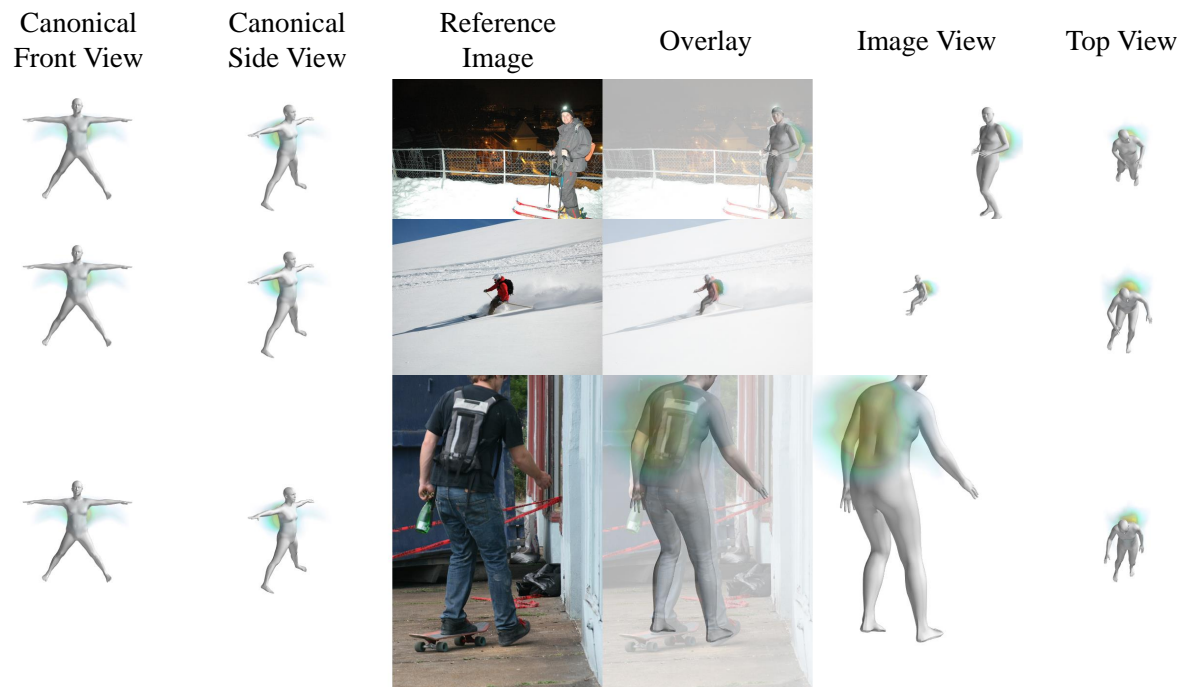 Canonical
Front View
Canonical
Side View
Reference
Image
Overlay
Image View
Top View